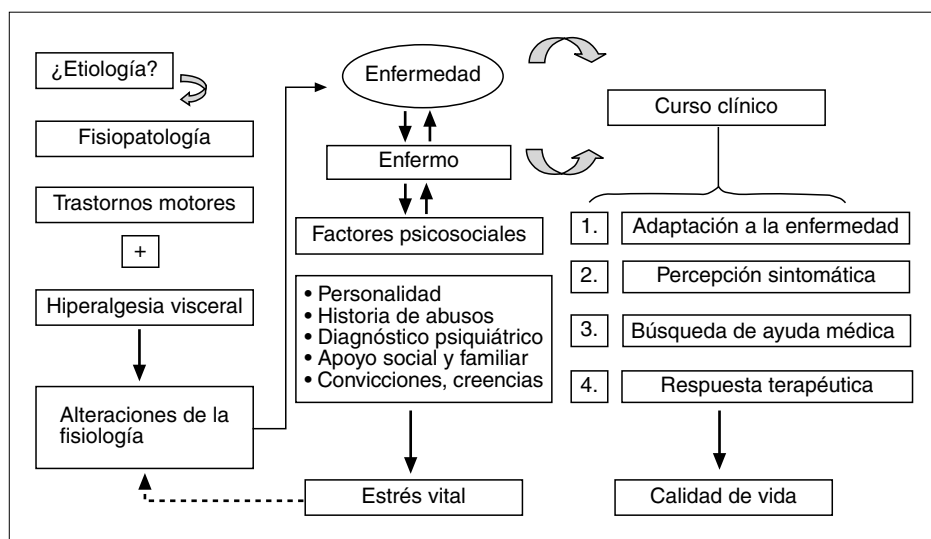 ¿Etiología?
Fisiopatología
Trastornos motores
+
Hiperalgesia visceral
Alteraciones de la
fisiología
Enfermedad
Enfermo
Factores psicosociales
• Personalidad
• Historia de abusos
• Diagnóstico psiquiátrico
• Apoyo social y familiar
• Convicciones, creencias
Estrés vital
Curso clínico
1. Adaptación a la enfermedad
2. Percepción sintomática
3. Búsqueda de ayuda médica
4. Respuesta terapéutica
Calidad de vida